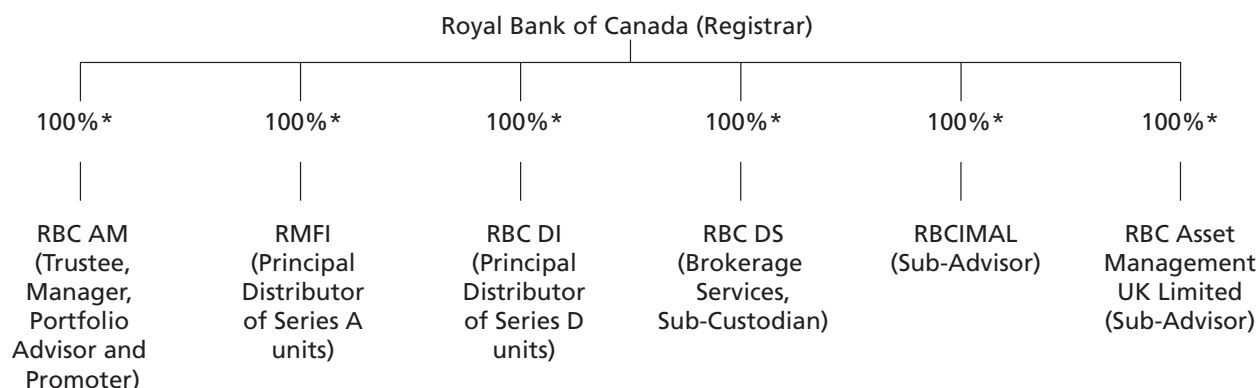 Royal Bank of Canada (Registrar)
100%* 100%* 100%* 100%* 100%* 100%*
RBC AM
(Trustee,
Manager,
Portfolio
Advisor and
Promoter)
RMFI
(Principal
Distributor
of Series A
units)
RBC DI
(Principal
Distributor
of Series D
units)
RBC DS
(Brokerage
Services,
Sub-Custodian)
RBCIMAL
(Sub-Advisor)
RBC Asset
Management
UK Limited
(Sub-Advisor)